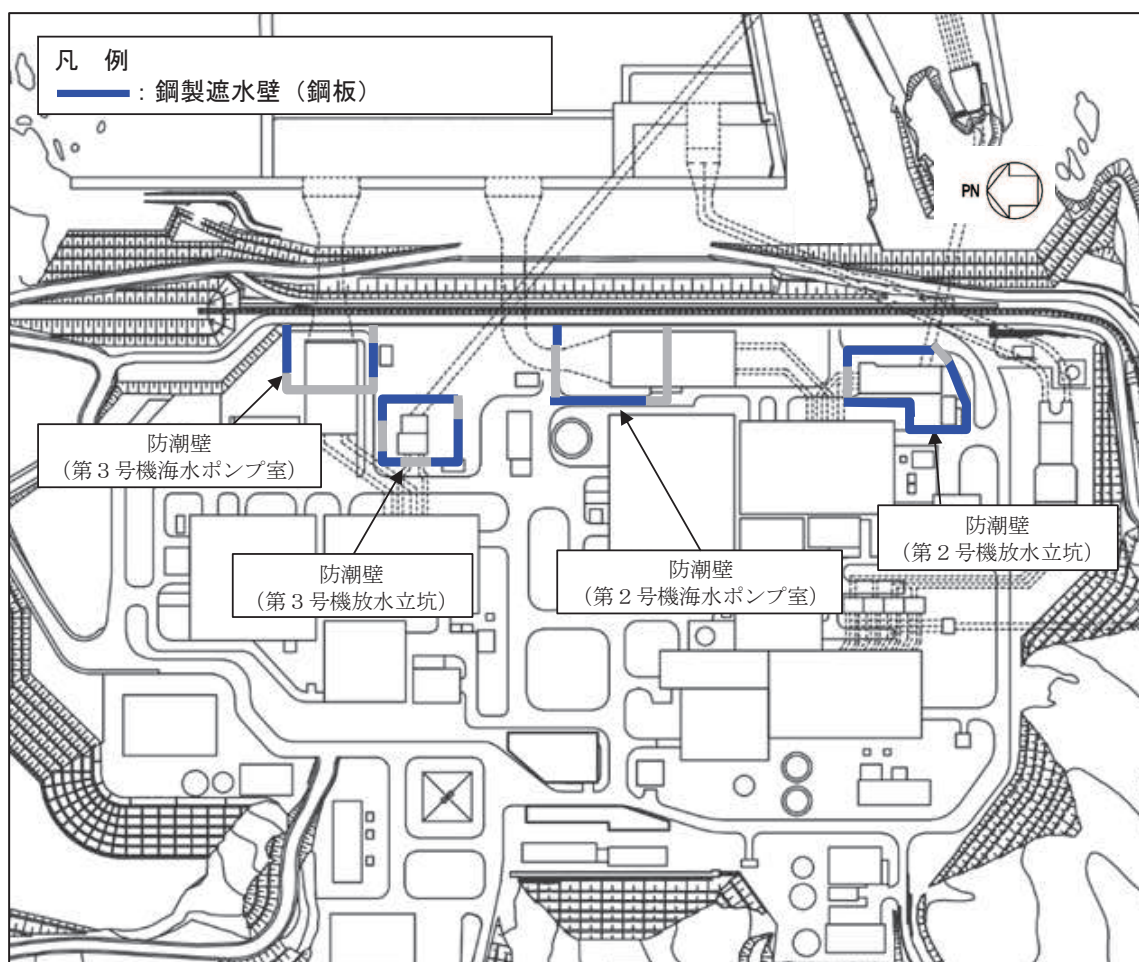 凡　例
：鋼製遮水壁（鋼板）
PN
防潮壁
（第３号機海水ポンプ室）
防潮壁
（第３号機放水立坑）
防潮壁
（第２号機海水ポンプ室）
防潮壁
（第２号機放水立坑）